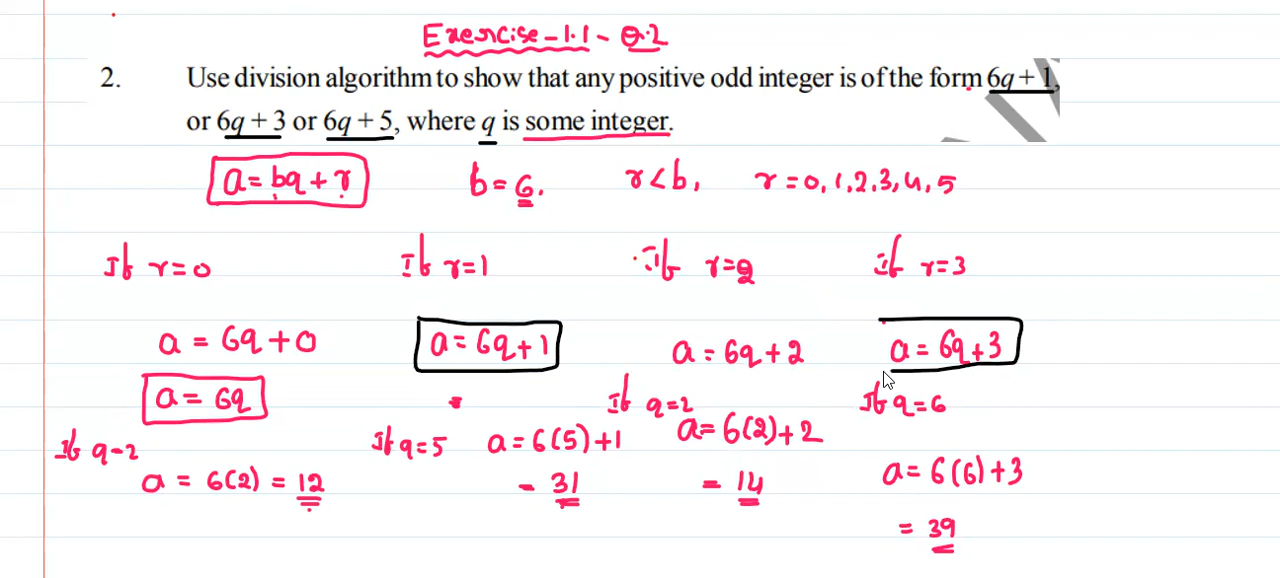 Exercise-1.1-Q.2
2. Use division algorithm to show that any positive odd integer is of the form 6q + 1,
or 6q + 3 or 6q + 5, where q is some integer.
a = bq + r b = 6. r < b, r = 0, 1, 2, 3, 4, 5
If r = 0 If r = 1 If r = 2 If r = 3
a = 6q + 0 a = 6q + 1 a = 6q + 2 a = 6q + 3
a = 6q If q = 2 If q = 6
If q = 2 If q = 5 a = 6(5) + 1 a = 6(2) + 2
a = 6(2) = 12 = 31 = 14 a = 6(6) + 3
= 39